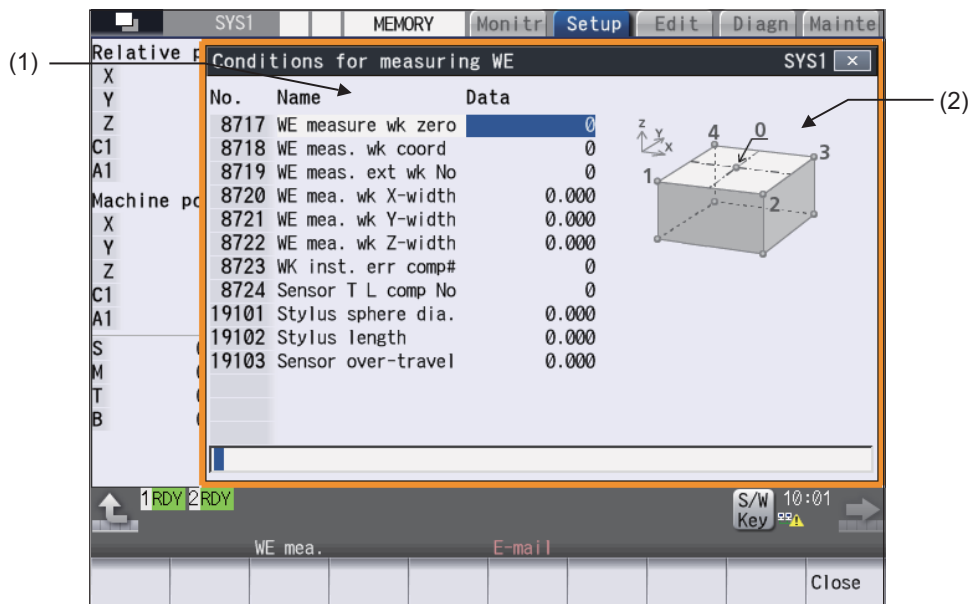 SYS1 MEMORY Monitr Setup Edit Diagn Mainte
Relative p
X
Y
Z
C1
A1
Machine po
X
Y
Z
C1
A1
S
M
T
B
(1)
Conditions for measuring WE SYS1 ×
No. Name Data
8717 WE measure wk zero 0
8718 WE meas. wk coord 0
8719 WE meas. ext wk No 0
8720 WE mea. wk X-width 0.000
8721 WE mea. wk Y-width 0.000
8722 WE mea. wk Z-width 0.000
8723 WK inst. err comp# 0
8724 Sensor T L comp No 0
19101 Stylus sphere dia. 0.000
19102 Stylus length 0.000
19103 Sensor over-travel 0.000
(2)
Z
Y
X
4 0
3
1
2
1 RDY 2 RDY
S/W Key 10:01
WE mea. E-mail
Close